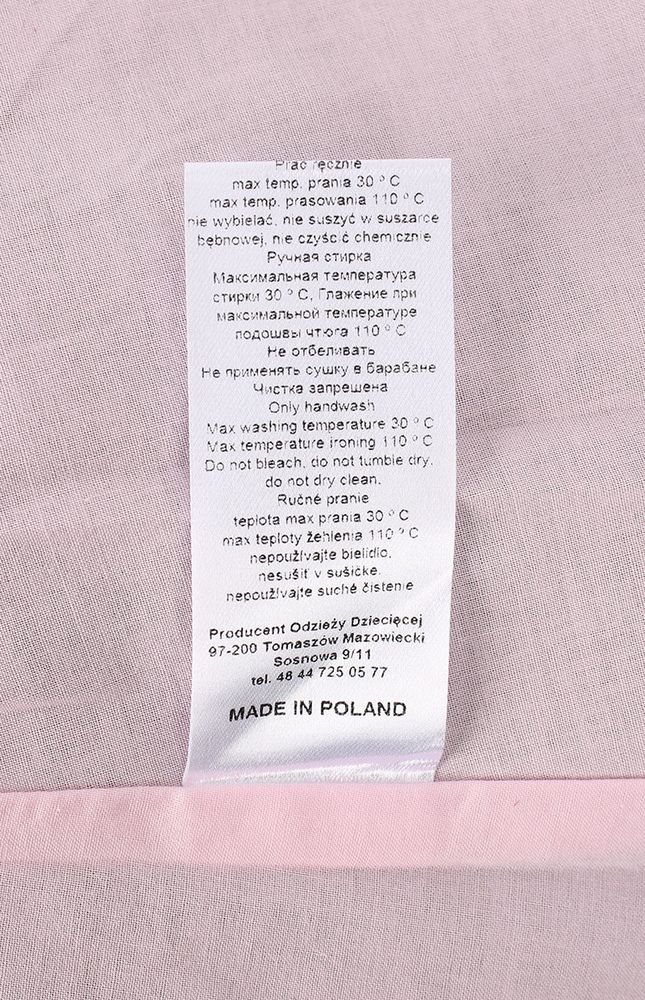 Prać ręcznie
max temp. prania 30 ° C
max temp. prasowania 110 ° C
nie wybielać, nie suszyć w suszarce
bębnowej, nie czyścić chemicznie
Ручная стирка
Максимальная температура
стирки 30 ° С, Глажение при
максимальной температуре
подошвы чтюга 110 ° С
Не отбеливать
Не применять сушку в барабане
Чистка запрешена
Only handwash
Max washing temperature 30 ° C
Max temperature ironing 110 ° C
Do not bleach, do not tumble dry,
do not dry clean.
Ručné pranie
teplota max prania 30 ° C
max teploty žehlenia 110 ° C
nepoužívajte bielidlo,
nesušiť v sušičke,
nepoužívajte suché čistenie
Producent Odzieży Dziecięcej
97-200 Tomaszów Mazowiecki
Sosnowa 9/11
tel. 48 44 725 05 77
MADE IN POLAND